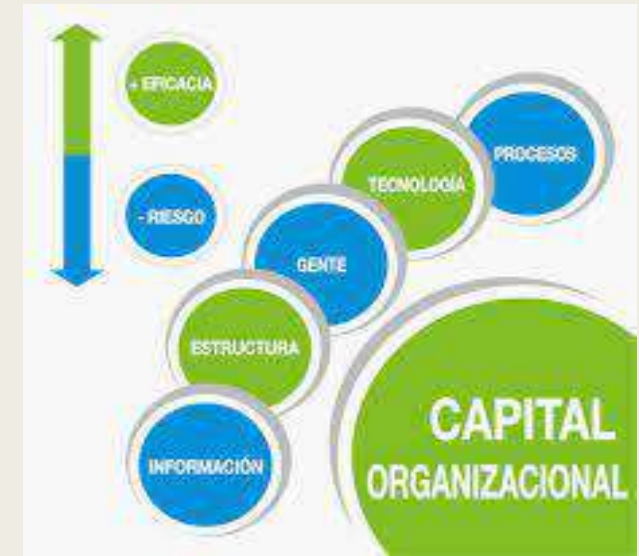 + EFICACIA
- RIESGO
PROCESOS
TECNOLOGÍA
GENTE
ESTRUCTURA
INFORMACIÓN
CAPITAL
ORGANIZACIONAL